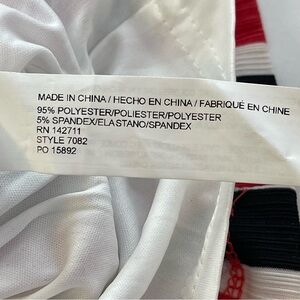 MADE IN CHINA / HECHO EN CHINA / FABRIQUÉ EN CHINE
95% POLYESTER/POLIESTER/POLYESTER
5% SPANDEX/ELASTANO/SPANDEX
RN 142711
STYLE 7082
PO 15892